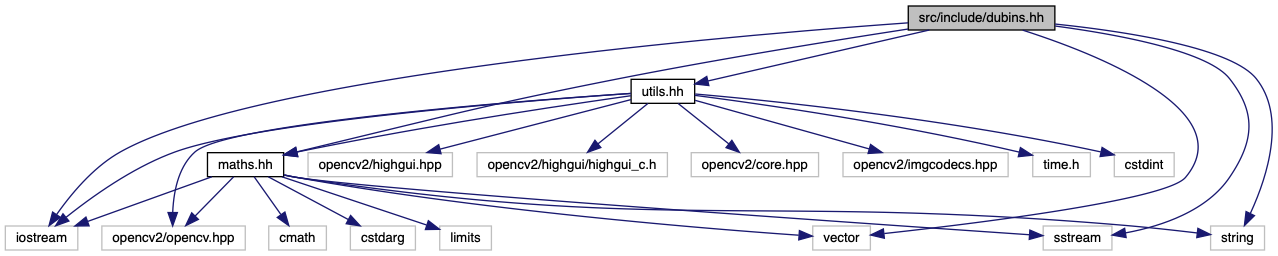 src/include/dubins.hh
utils.hh
maths.hh
opencv2/highgui.hpp
opencv2/highgui/highgui_c.h
opencv2/core.hpp
opencv2/imgcodecs.hpp
time.h
cstdint
iostream
opencv2/opencv.hpp
cmath
cstdarg
limits
vector
sstream
string